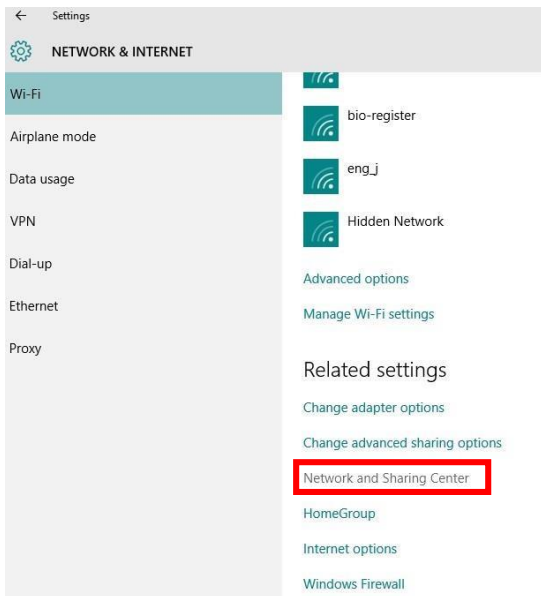 Settings
NETWORK & INTERNET
Wi-Fi
Airplane mode
Data usage
VPN
Dial-up
Ethernet
Proxy
bio-register
eng_j
Hidden Network
Advanced options
Manage Wi-Fi settings
Related settings
Change adapter options
Change advanced sharing options
Network and Sharing Center
HomeGroup
Internet options
Windows Firewall